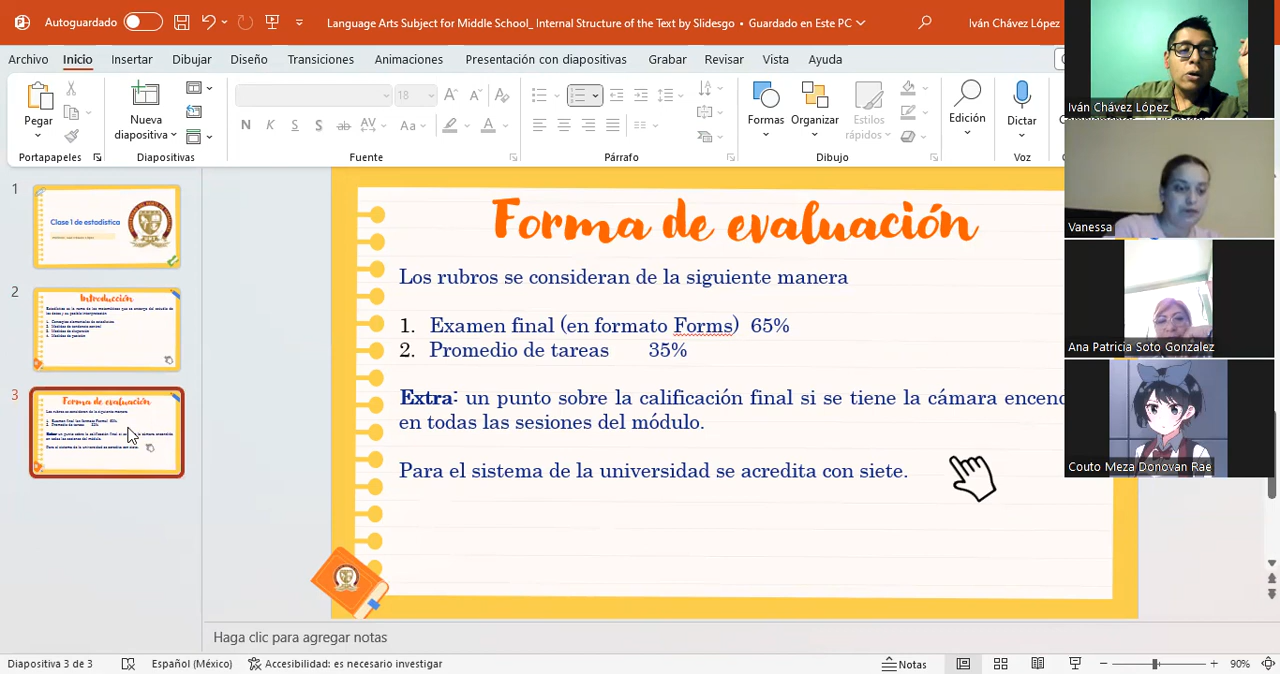 Autoguardado
Language Arts Subject for Middle School_ Internal Structure of the Text by Slidesgo • Guardado en Este PC
Iván Chávez López
Archivo Inicio Insertar Dibujar Diseño Transiciones Animaciones Presentación con diapositivas Grabar Revisar Vista Ayuda
Pegar
Nueva diapositiva
18
N K S S ab AV Aa A
Formas Organizar Estilos rápidos
Edición
Dictar
Portapapeles Diapositivas Fuente Párrafo Dibujo Voz
Iván Chávez López
Vanessa
Ana Patricia Soto Gonzalez
Couto Meza Donovan Rae
1
Clase 1 de estadística
2
Introducción
3
Forma de evaluación
Forma de evaluación
Los rubros se consideran de la siguiente manera
1. Examen final (en formato Forms) 65%
2. Promedio de tareas 35%
Extra: un punto sobre la calificación final si se tiene la cámara encend
en todas las sesiones del módulo.
Para el sistema de la universidad se acredita con siete.
Haga clic para agregar notas
Diapositiva 3 de 3 Español (México) Accesibilidad: es necesario investigar Notas 90%